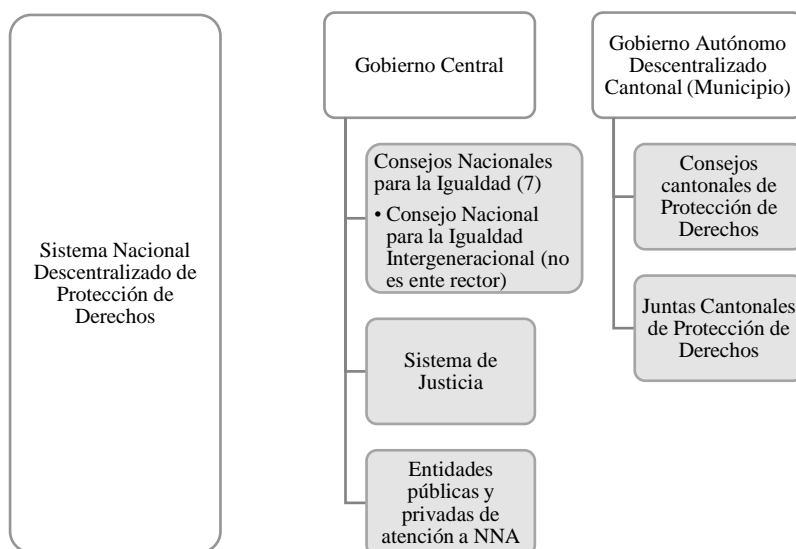 Sistema Nacional
Descentralizado de
Protección de
Derechos
Gobierno Central
Consejos Nacionales
para la Igualdad (7)
• Consejo Nacional
para la Igualdad
Intergeneracional (no
es ente rector)
Sistema de
Justicia
Entidades
públicas y
privadas de
atención a NNA
Gobierno Autónomo
Descentralizado
Cantonal (Municipio)
Consejos
cantonales de
Protección de
Derechos
Juntas Cantonales
de Protección de
Derechos